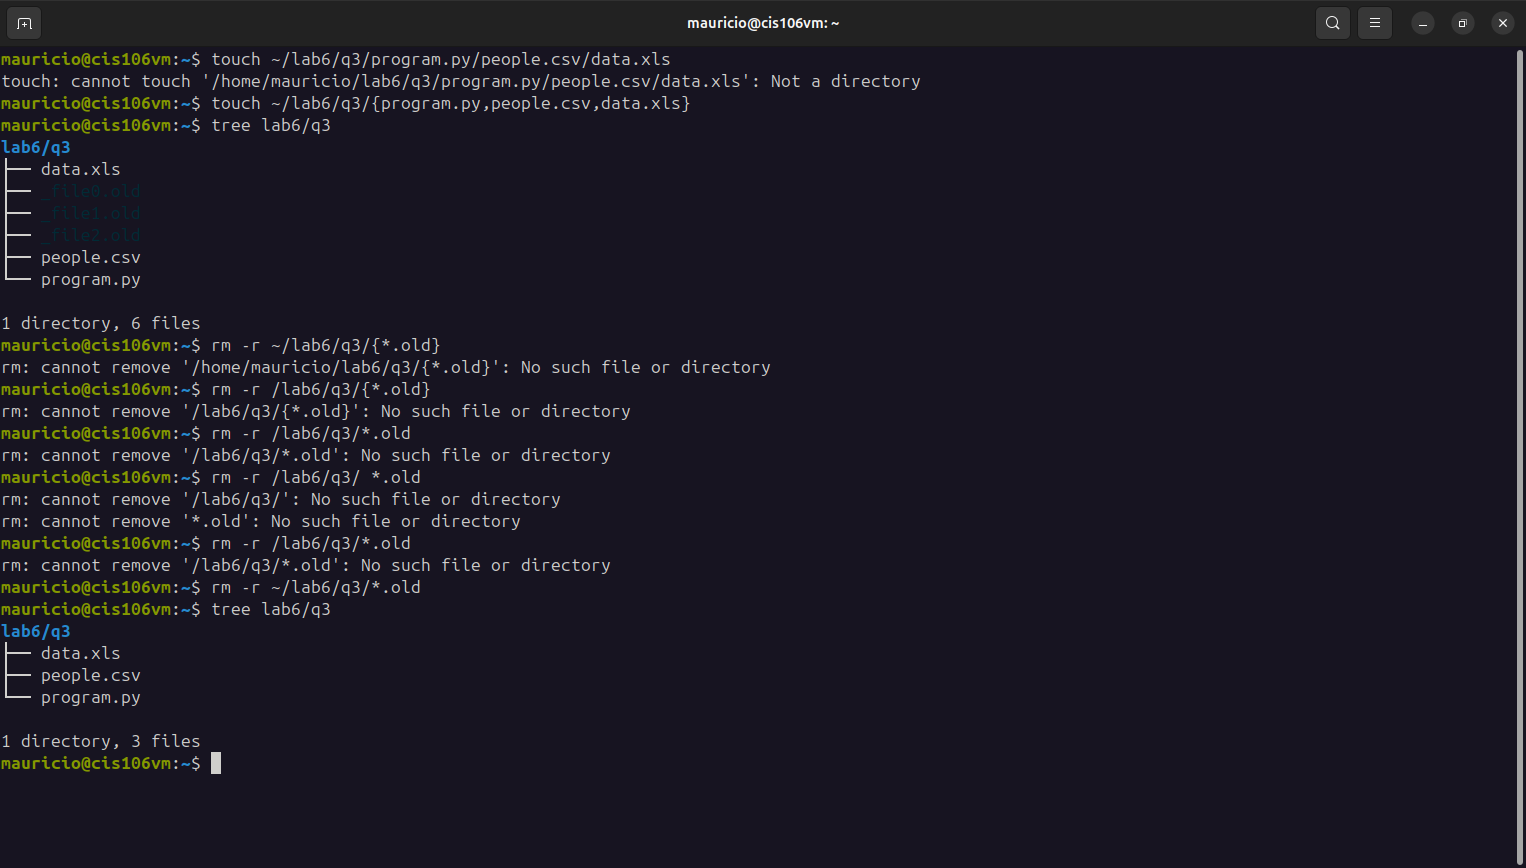 mauricio@cis106vm: ~
mauricio@cis106vm:~$ touch ~/lab6/q3/program.py/people.csv/data.xls
touch: cannot touch '/home/mauricio/lab6/q3/program.py/people.csv/data.xls': Not a directory
mauricio@cis106vm:~$ touch ~/lab6/q3/{program.py,people.csv,data.xls}
mauricio@cis106vm:~$ tree lab6/q3
lab6/q3
├── data.xls
├── _file0.old
├── _file1.old
├── _file2.old
├── people.csv
└── program.py
1 directory, 6 files
mauricio@cis106vm:~$ rm -r ~/lab6/q3/{*.old}
rm: cannot remove '/home/mauricio/lab6/q3/{*.old}': No such file or directory
mauricio@cis106vm:~$ rm -r /lab6/q3/{*.old}
rm: cannot remove '/lab6/q3/{*.old}': No such file or directory
mauricio@cis106vm:~$ rm -r /lab6/q3/*.old
rm: cannot remove '/lab6/q3/*.old': No such file or directory
mauricio@cis106vm:~$ rm -r /lab6/q3/ *.old
rm: cannot remove '/lab6/q3/': No such file or directory
rm: cannot remove '*.old': No such file or directory
mauricio@cis106vm:~$ rm -r /lab6/q3/*.old
rm: cannot remove '/lab6/q3/*.old': No such file or directory
mauricio@cis106vm:~$ rm -r ~/lab6/q3/*.old
mauricio@cis106vm:~$ tree lab6/q3
lab6/q3
├── data.xls
├── people.csv
└── program.py
1 directory, 3 files
mauricio@cis106vm:~$